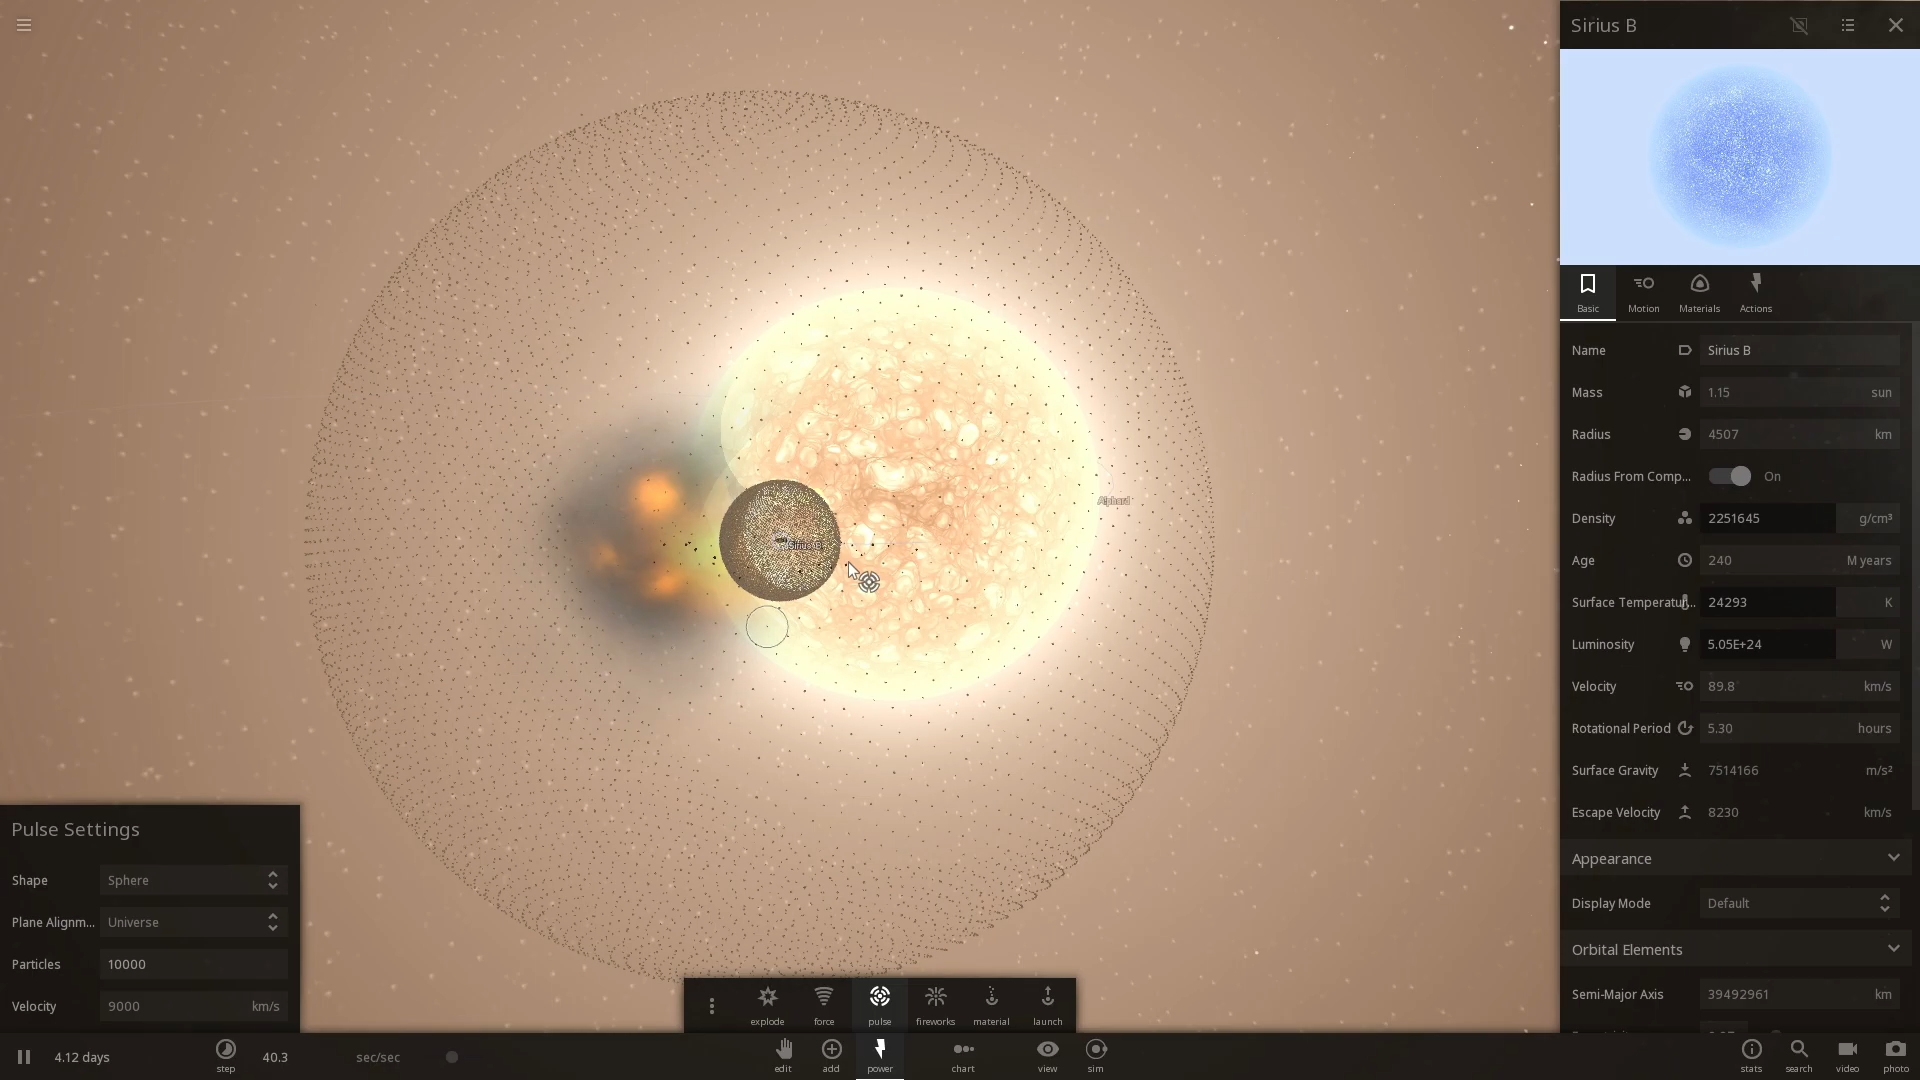 Sirius B
Basic
Motion
Materials
Actions
Name
Sirius B
Mass
1.15
sun
Radius
4507
km
Radius From Comp...
On
Density
2251645
g/cm³
Age
240
M years
Surface Temperatur...
24293
K
Luminosity
5.05E+24
W
Velocity
89.8
km/s
Rotational Period
5.30
hours
Surface Gravity
7514166
m/s²
Escape Velocity
8230
km/s
Appearance
Display Mode
Default
Orbital Elements
Semi-Major Axis
39492961
km
Alphard
Sirius B
Pulse Settings
Shape
Sphere
Plane Alignm...
Universe
Particles
10000
Velocity
9000
km/s
explode
force
pulse
fireworks
material
launch
4.12 days
step
40.3
sec/sec
edit
add
power
chart
view
sim
stats
search
video
photo